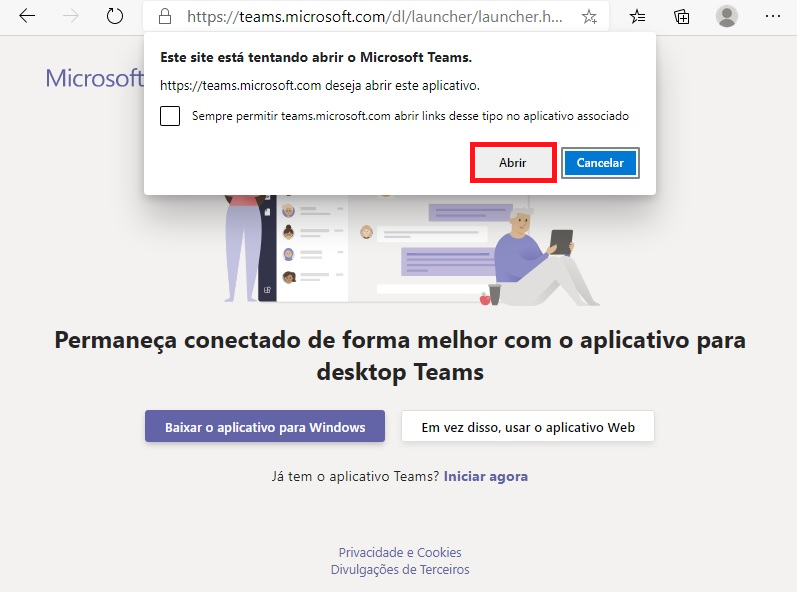 https://teams.microsoft.com/dl/launcher/launcher.h...
Este site está tentando abrir o Microsoft Teams.
https://teams.microsoft.com deseja abrir este aplicativo.
Sempre permitir teams.microsoft.com abrir links desse tipo no aplicativo associado
Abrir
Cancelar
Microsoft
Permaneça conectado de forma melhor com o aplicativo para
desktop Teams
Baixar o aplicativo para Windows
Em vez disso, usar o aplicativo Web
Já tem o aplicativo Teams? Iniciar agora
Privacidade e Cookies
Divulgações de Terceiros